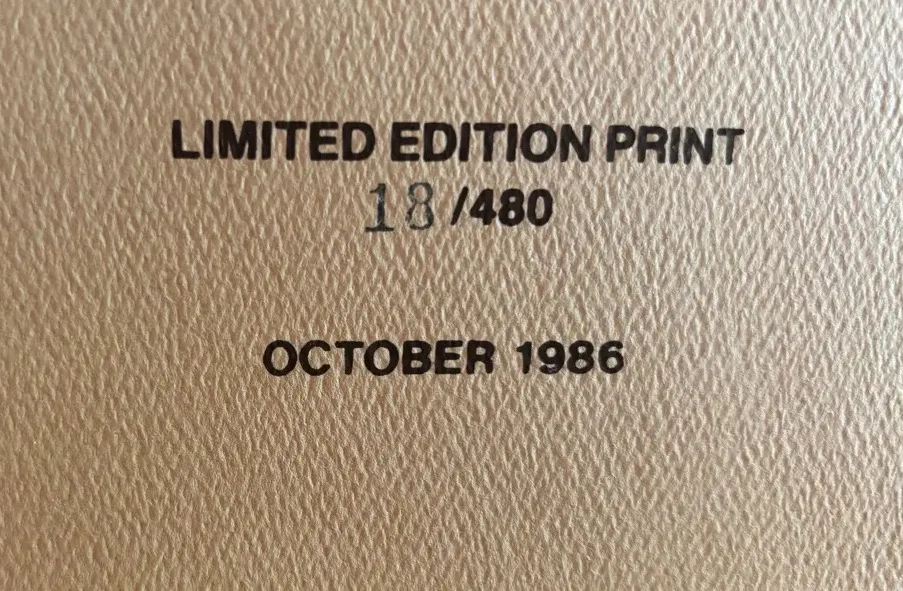 LIMITED EDITION PRINT
18 /480
OCTOBER 1986